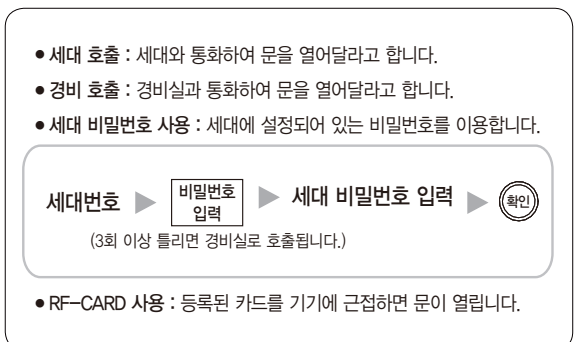 ● 세대 호출 : 세대와 통화하여 문을 열어달라고 합니다.
● 경비 호출 : 경비실과 통화하여 문을 열어달라고 합니다.
● 세대 비밀번호 사용 : 세대에 설정되어 있는 비밀번호를 이용합니다.
세대번호 ▶ 비밀번호 입력 ▶ 세대 비밀번호 입력 ▶ 확인
(3회 이상 틀리면 경비실로 호출됩니다.)
● RF-CARD 사용 : 등록된 카드를 기기에 근접하면 문이 열립니다.